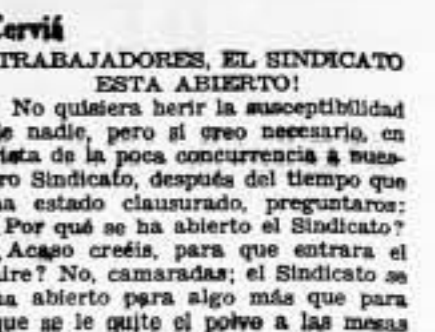 Cerviá
TRABAJADORES, EL SINDICATO
ESTA ABIERTO!
No quisiera herir la susceptibilidad
de nadie, pero si creo necesario, en
vista de la poca concurrencia a nues-
tro Sindicato, después del tiempo que
ha estado clausurado, preguntaros:
Por qué se ha abierto el Sindicato?
Acaso creéis, para que entrara el
aire? No, camaradas; el Sindicato se
ha abierto para algo más que para
que se le quite el polvo a las mesas